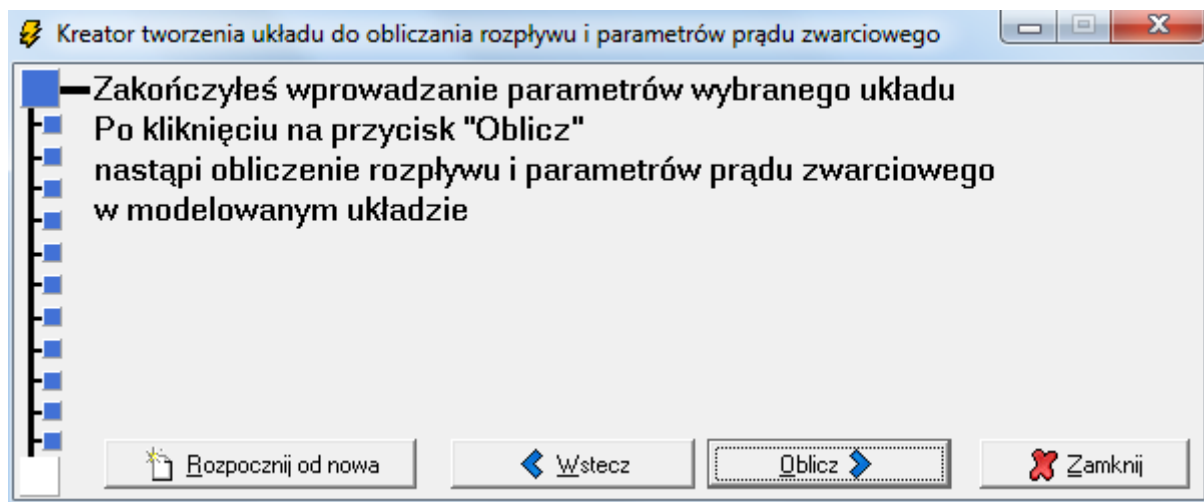 Kreator tworzenia układu do obliczania rozpływu i parametrów prądu zwarciowego
Zakończyłeś wprowadzanie parametrów wybranego układu
Po kliknięciu na przycisk "Oblicz"
nastąpi obliczenie rozpływu i parametrów prądu zwarciowego
w modelowanym układzie
Rozpocznij od nowa
Wstecz
Oblicz
Zamknij